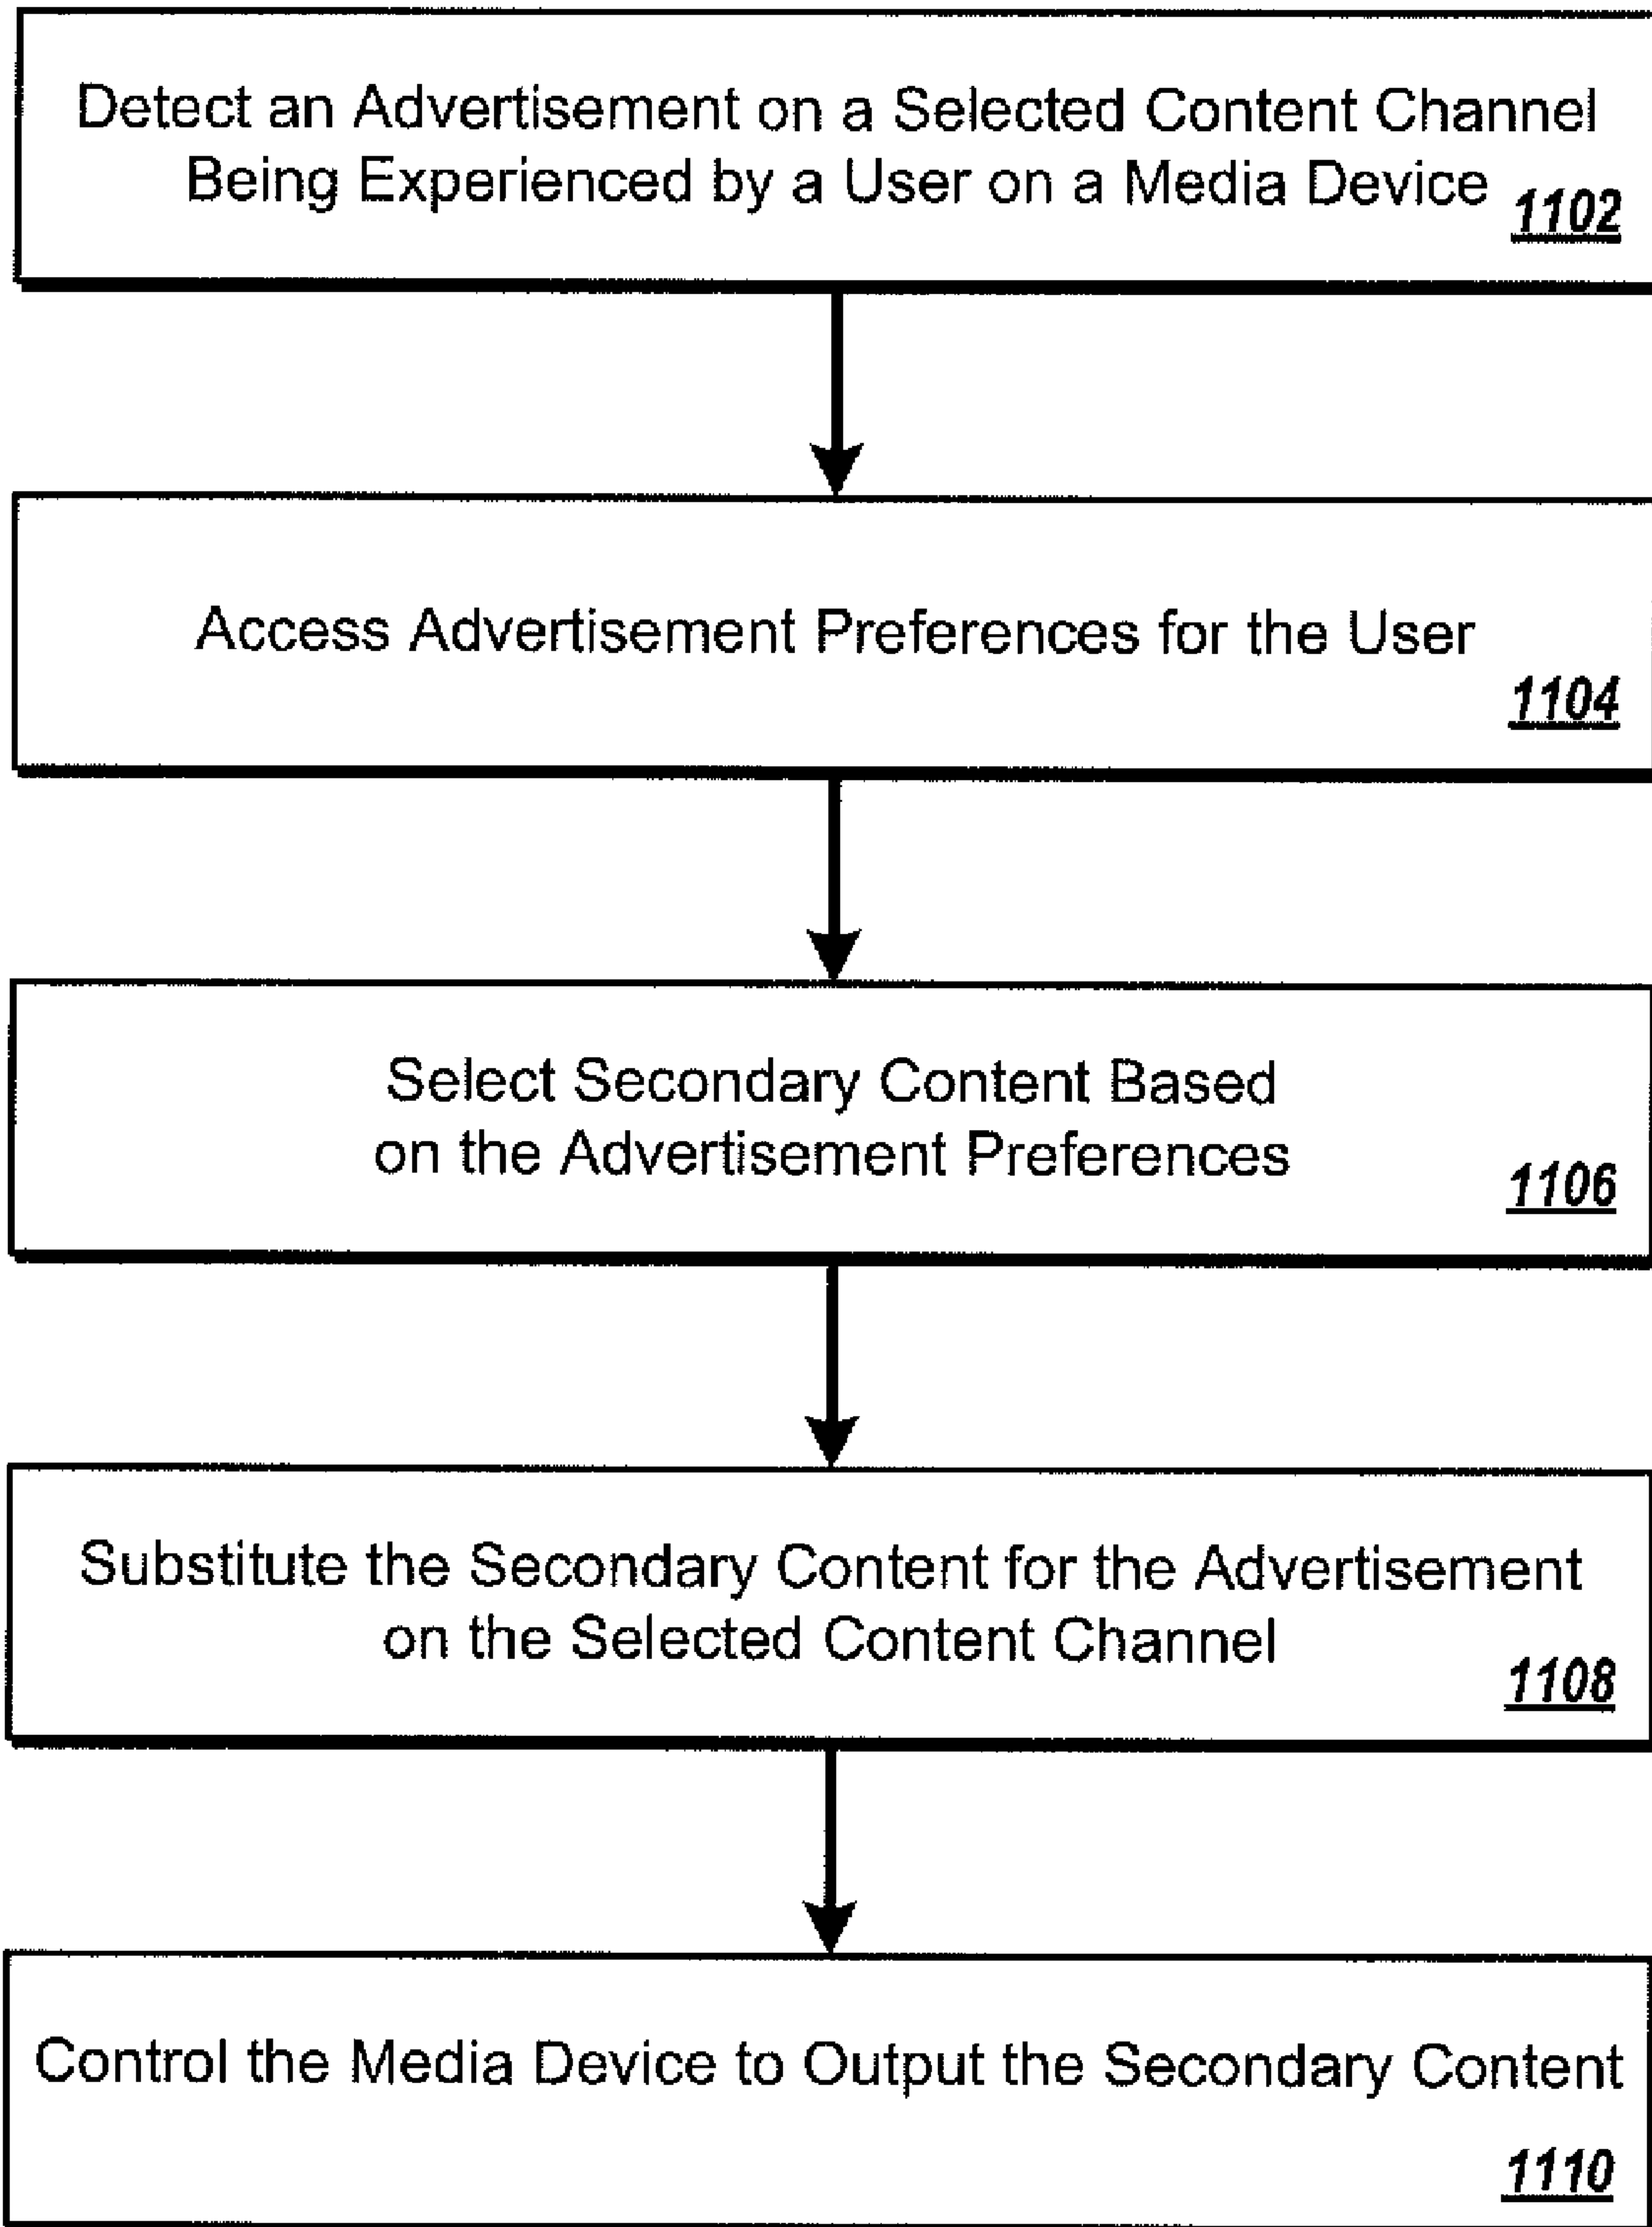 Detect an Advertisement on a Selected Content Channel
Being Experienced by a User on a Media Device
1102
Access Advertisement Preferences for the User
1104
Select Secondary Content Based
on the Advertisement Preferences
1106
Substitute the Secondary Content for the Advertisement
on the Selected Content Channel
1108
Control the Media Device to Output the Secondary Content
1110